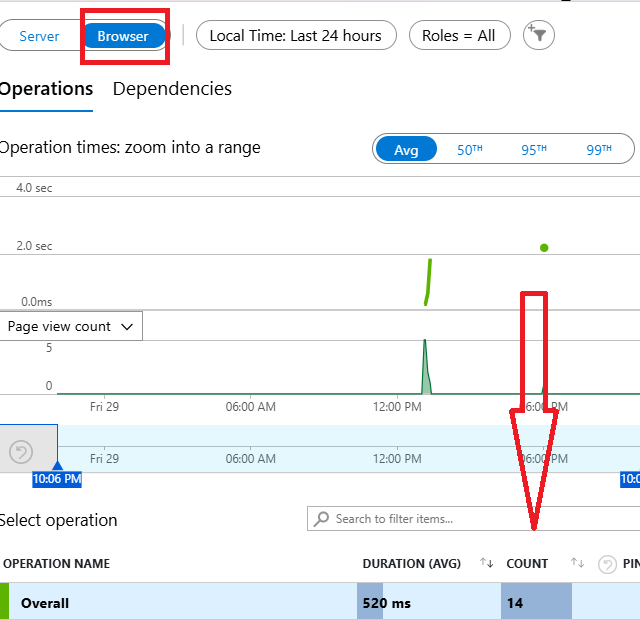 Server Browser Local Time: Last 24 hours Roles = All
Operations Dependencies
Operation times: zoom into a range Avg 50TH 95TH 99TH
4.0 sec
2.0 sec
0.0ms
Page view count
5
0
Fri 29 06:00 AM 12:00 PM 06:00 PM
Fri 29 06:00 AM 12:00 PM 06:00 PM
10:06 PM 10:0
Select operation Search to filter items...
OPERATION NAME DURATION (AVG) COUNT PIN
Overall 520 ms 14